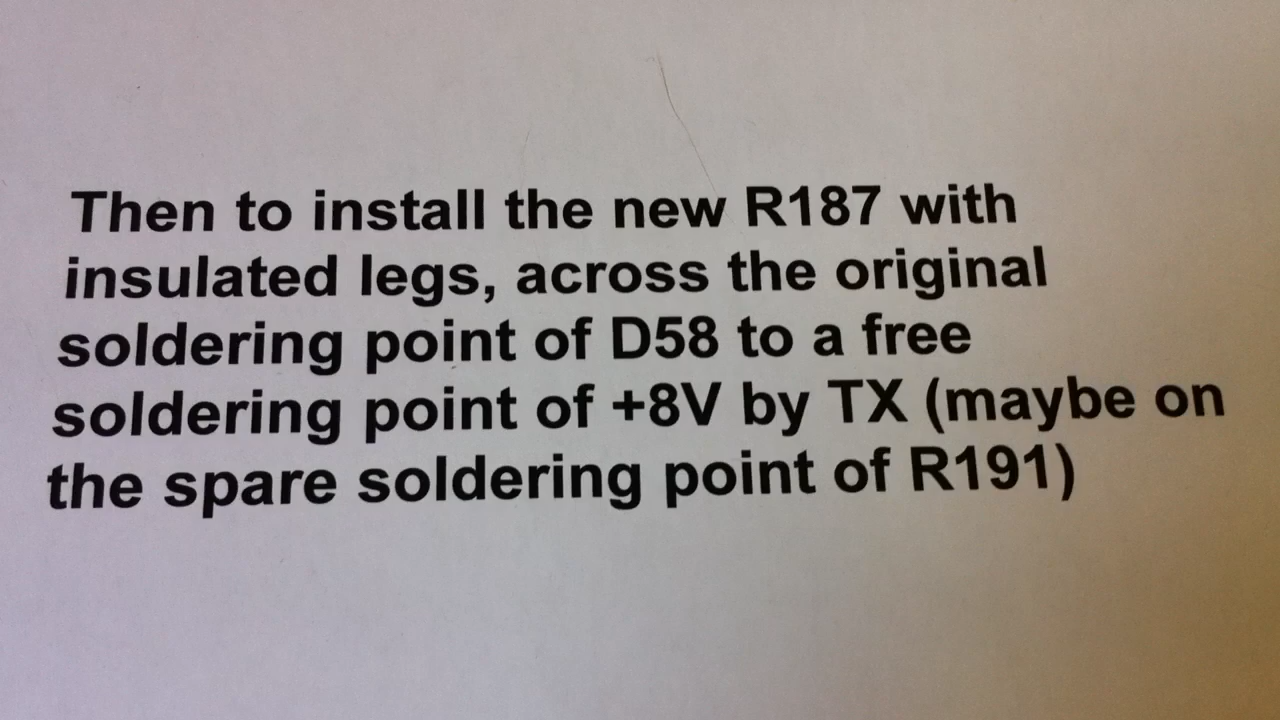 Then to install the new R187 with
insulated legs, across the original
soldering point of D58 to a free
soldering point of +8V by TX (maybe on
the spare soldering point of R191)